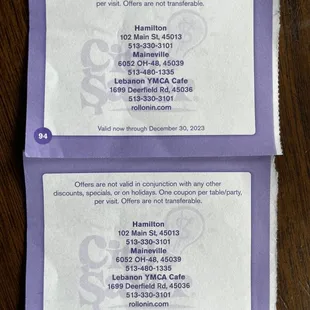 per visit. Offers are not transferable.
Hamilton
102 Main St, 45013
513-330-3101
Maineville
6052 OH-48, 45039
513-480-1335
Lebanon YMCA Cafe
1699 Deerfield Rd, 45036
513-330-3101
rollonin.com
Valid now through December 30, 2023
94
Offers are not valid in conjunction with any other
discounts, specials, or on holidays. One coupon per table/party,
per visit. Offers are not transferable.
Hamilton
102 Main St, 45013
513-330-3101
Maineville
6052 OH-48, 45039
513-480-1335
Lebanon YMCA Cafe
1699 Deerfield Rd, 45036
513-330-3101
rollonin.com